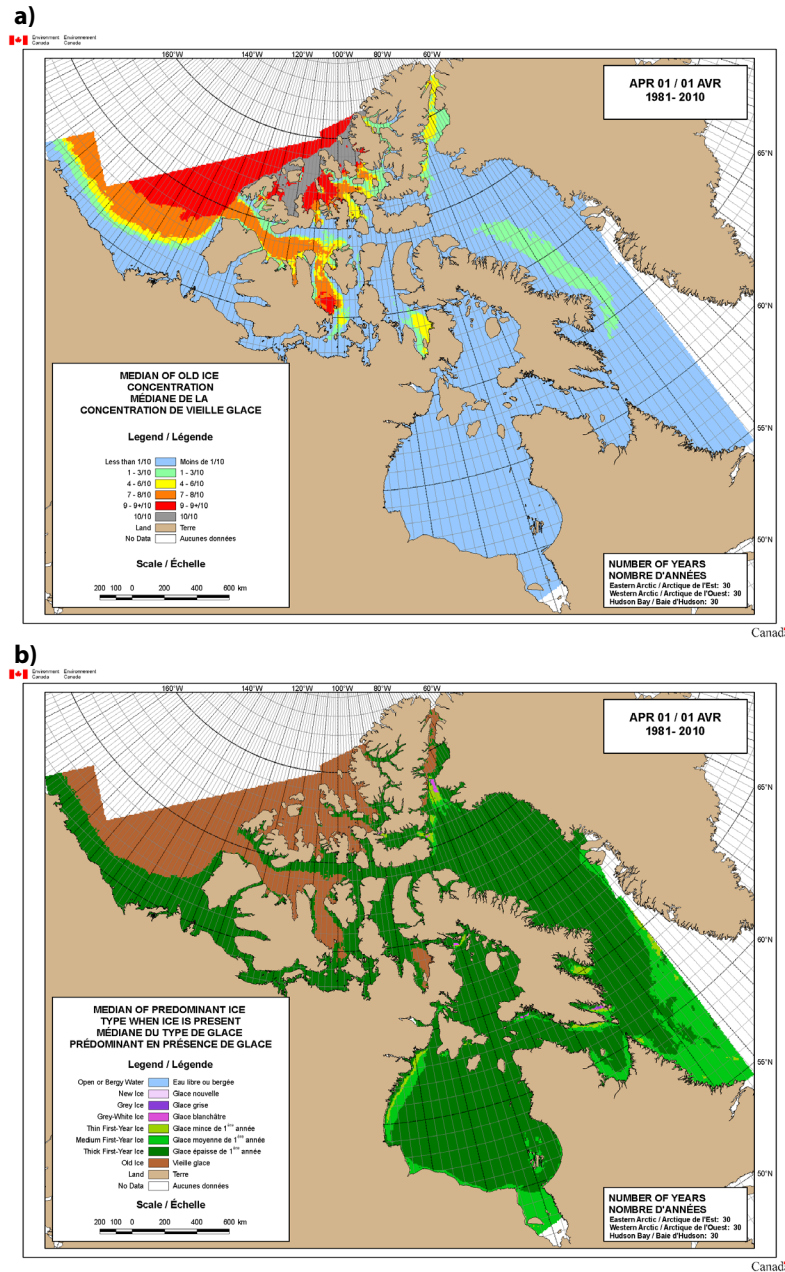 a)
Environment Environment
Canada Canada
160°W 140°W 120°W 100°W 80°W 60°W
APR 01 / 01 AVR
1981- 2010
65°N
60°N
55°N
50°N
MEDIAN OF OLD ICE
CONCENTRATION
MÉDIANE DE LA
CONCENTRATION DE VIEILLE GLACE
Legend / Légende
Less than 1/10 Moins de 1/10
1 - 3/10 1 - 3/10
4 - 6/10 4 - 6/10
7 - 8/10 7 - 8/10
9 - 9+/10 9 - 9+/10
10/10 10/10
Land Terre
No Data Aucunes données
Scale / Échelle
200 100 0 200 400 600 km
NUMBER OF YEARS
NOMBRE D'ANNÉES
Eastern Arctic / Arctique de l'Est: 30
Western Arctic / Arctique de l'Ouest: 30
Hudson Bay / Baie d'Hudson: 30
Canad
b)
Environment Environnement
Canada Canada
160°W 140°W 120°W 100°W 80°W 60°W
APR 01 / 01 AVR
1981- 2010
65°N
60°N
55°N
50°N
MEDIAN OF PREDOMINANT ICE
TYPE WHEN ICE IS PRESENT
MÉDIANE DU TYPE DE GLACE
PRÉDOMINANT EN PRÉSENCE DE GLACE
Legend / Légende
Open or Bergy Water Eau libre ou bergée
New Ice Glace nouvelle
Grey Ice Glace grise
Grey-White Ice Glace blanchâtre
Thin First-Year Ice Glace mince de 1ère année
Medium First-Year Ice Glace moyenne de 1ère année
Thick First-Year Ice Glace épaisse de 1ère année
Old Ice Vieille glace
Land Terre
No Data Aucunes données
Scale / Échelle
200 100 0 200 400 600 km
NUMBER OF YEARS
NOMBRE D'ANNÉES
Eastern Arctic / Arctique de l'Est: 30
Western Arctic / Arctique de l'Ouest: 30
Hudson Bay / Baie d'Hudson: 30
Canad